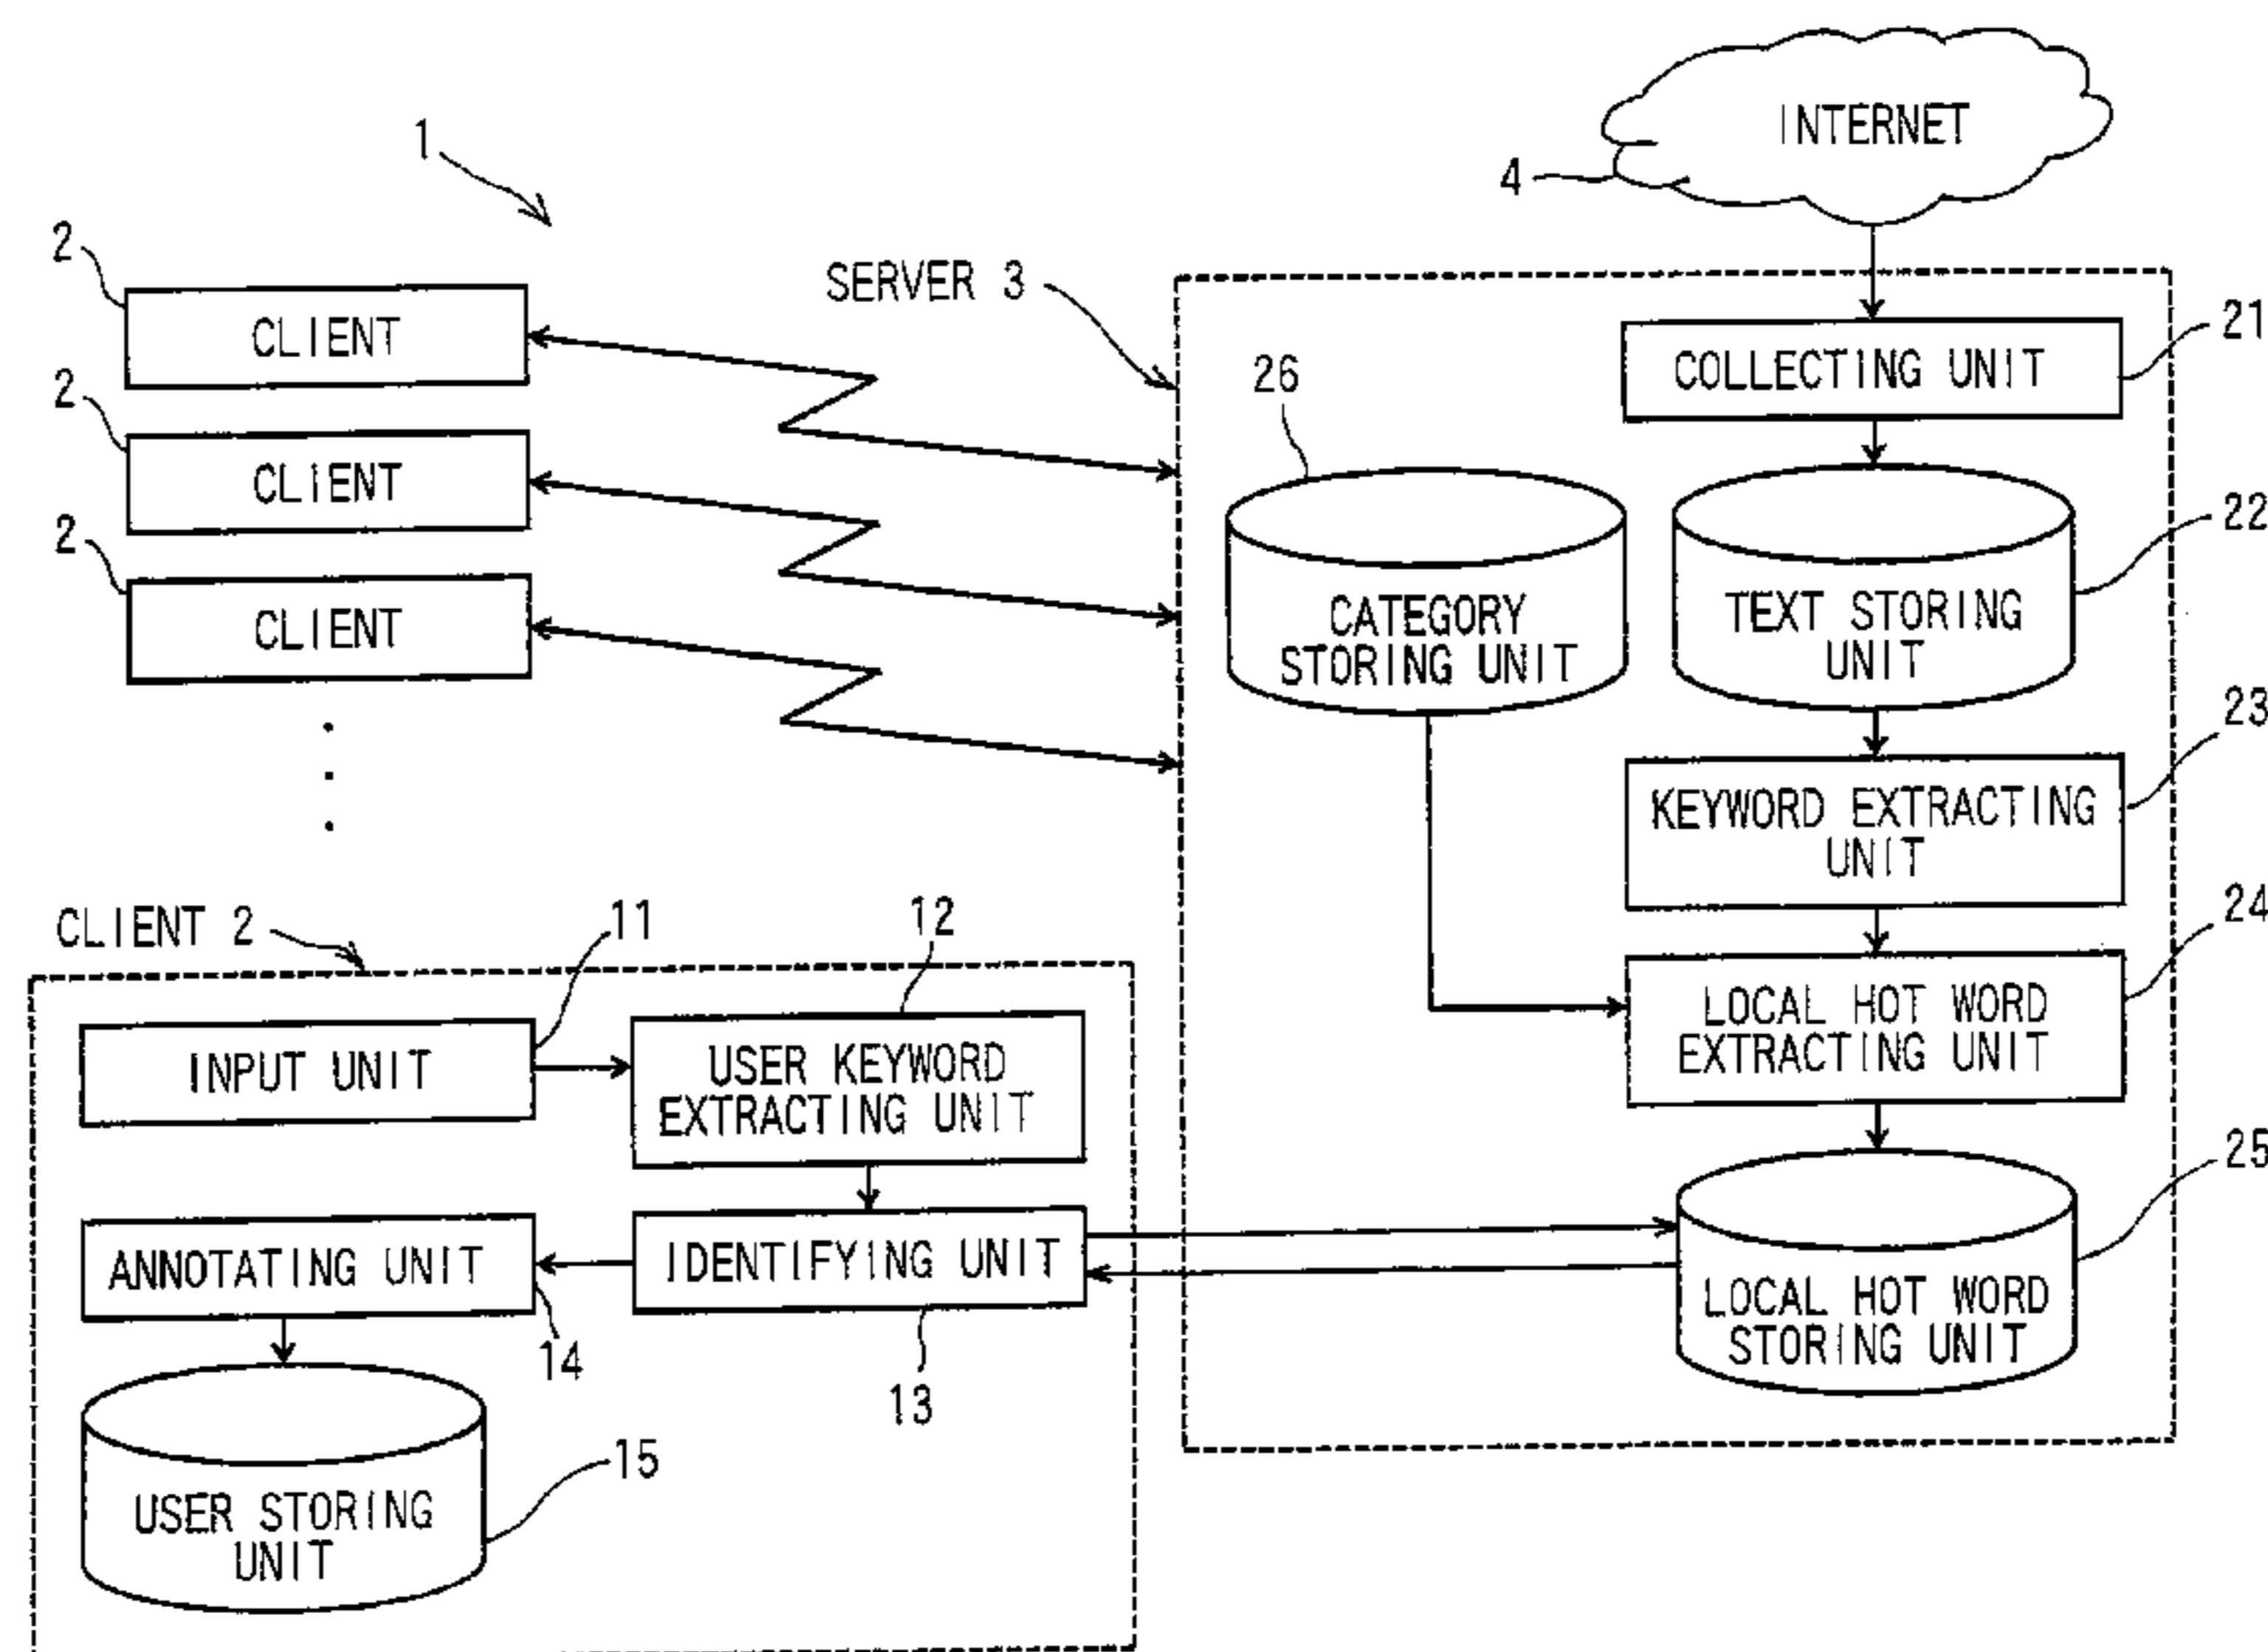 INTERNET
4
1
2
CLIENT
SERVER 3
21
COLLECTING UNIT
26
2
CLIENT
22
TEXT STORING
UNIT
CATEGORY
STORING UNIT
2
CLIENT
23
KEYWORD EXTRACTING
UNIT
24
LOCAL HOT WORD
EXTRACTING UNIT
25
LOCAL HOT WORD
STORING UNIT
CLIENT 2
11
INPUT UNIT
12
USER KEYWORD
EXTRACTING UNIT
IDENTIFYING UNIT
13
ANNOTATING UNIT
14
15
USER STORING
UNIT